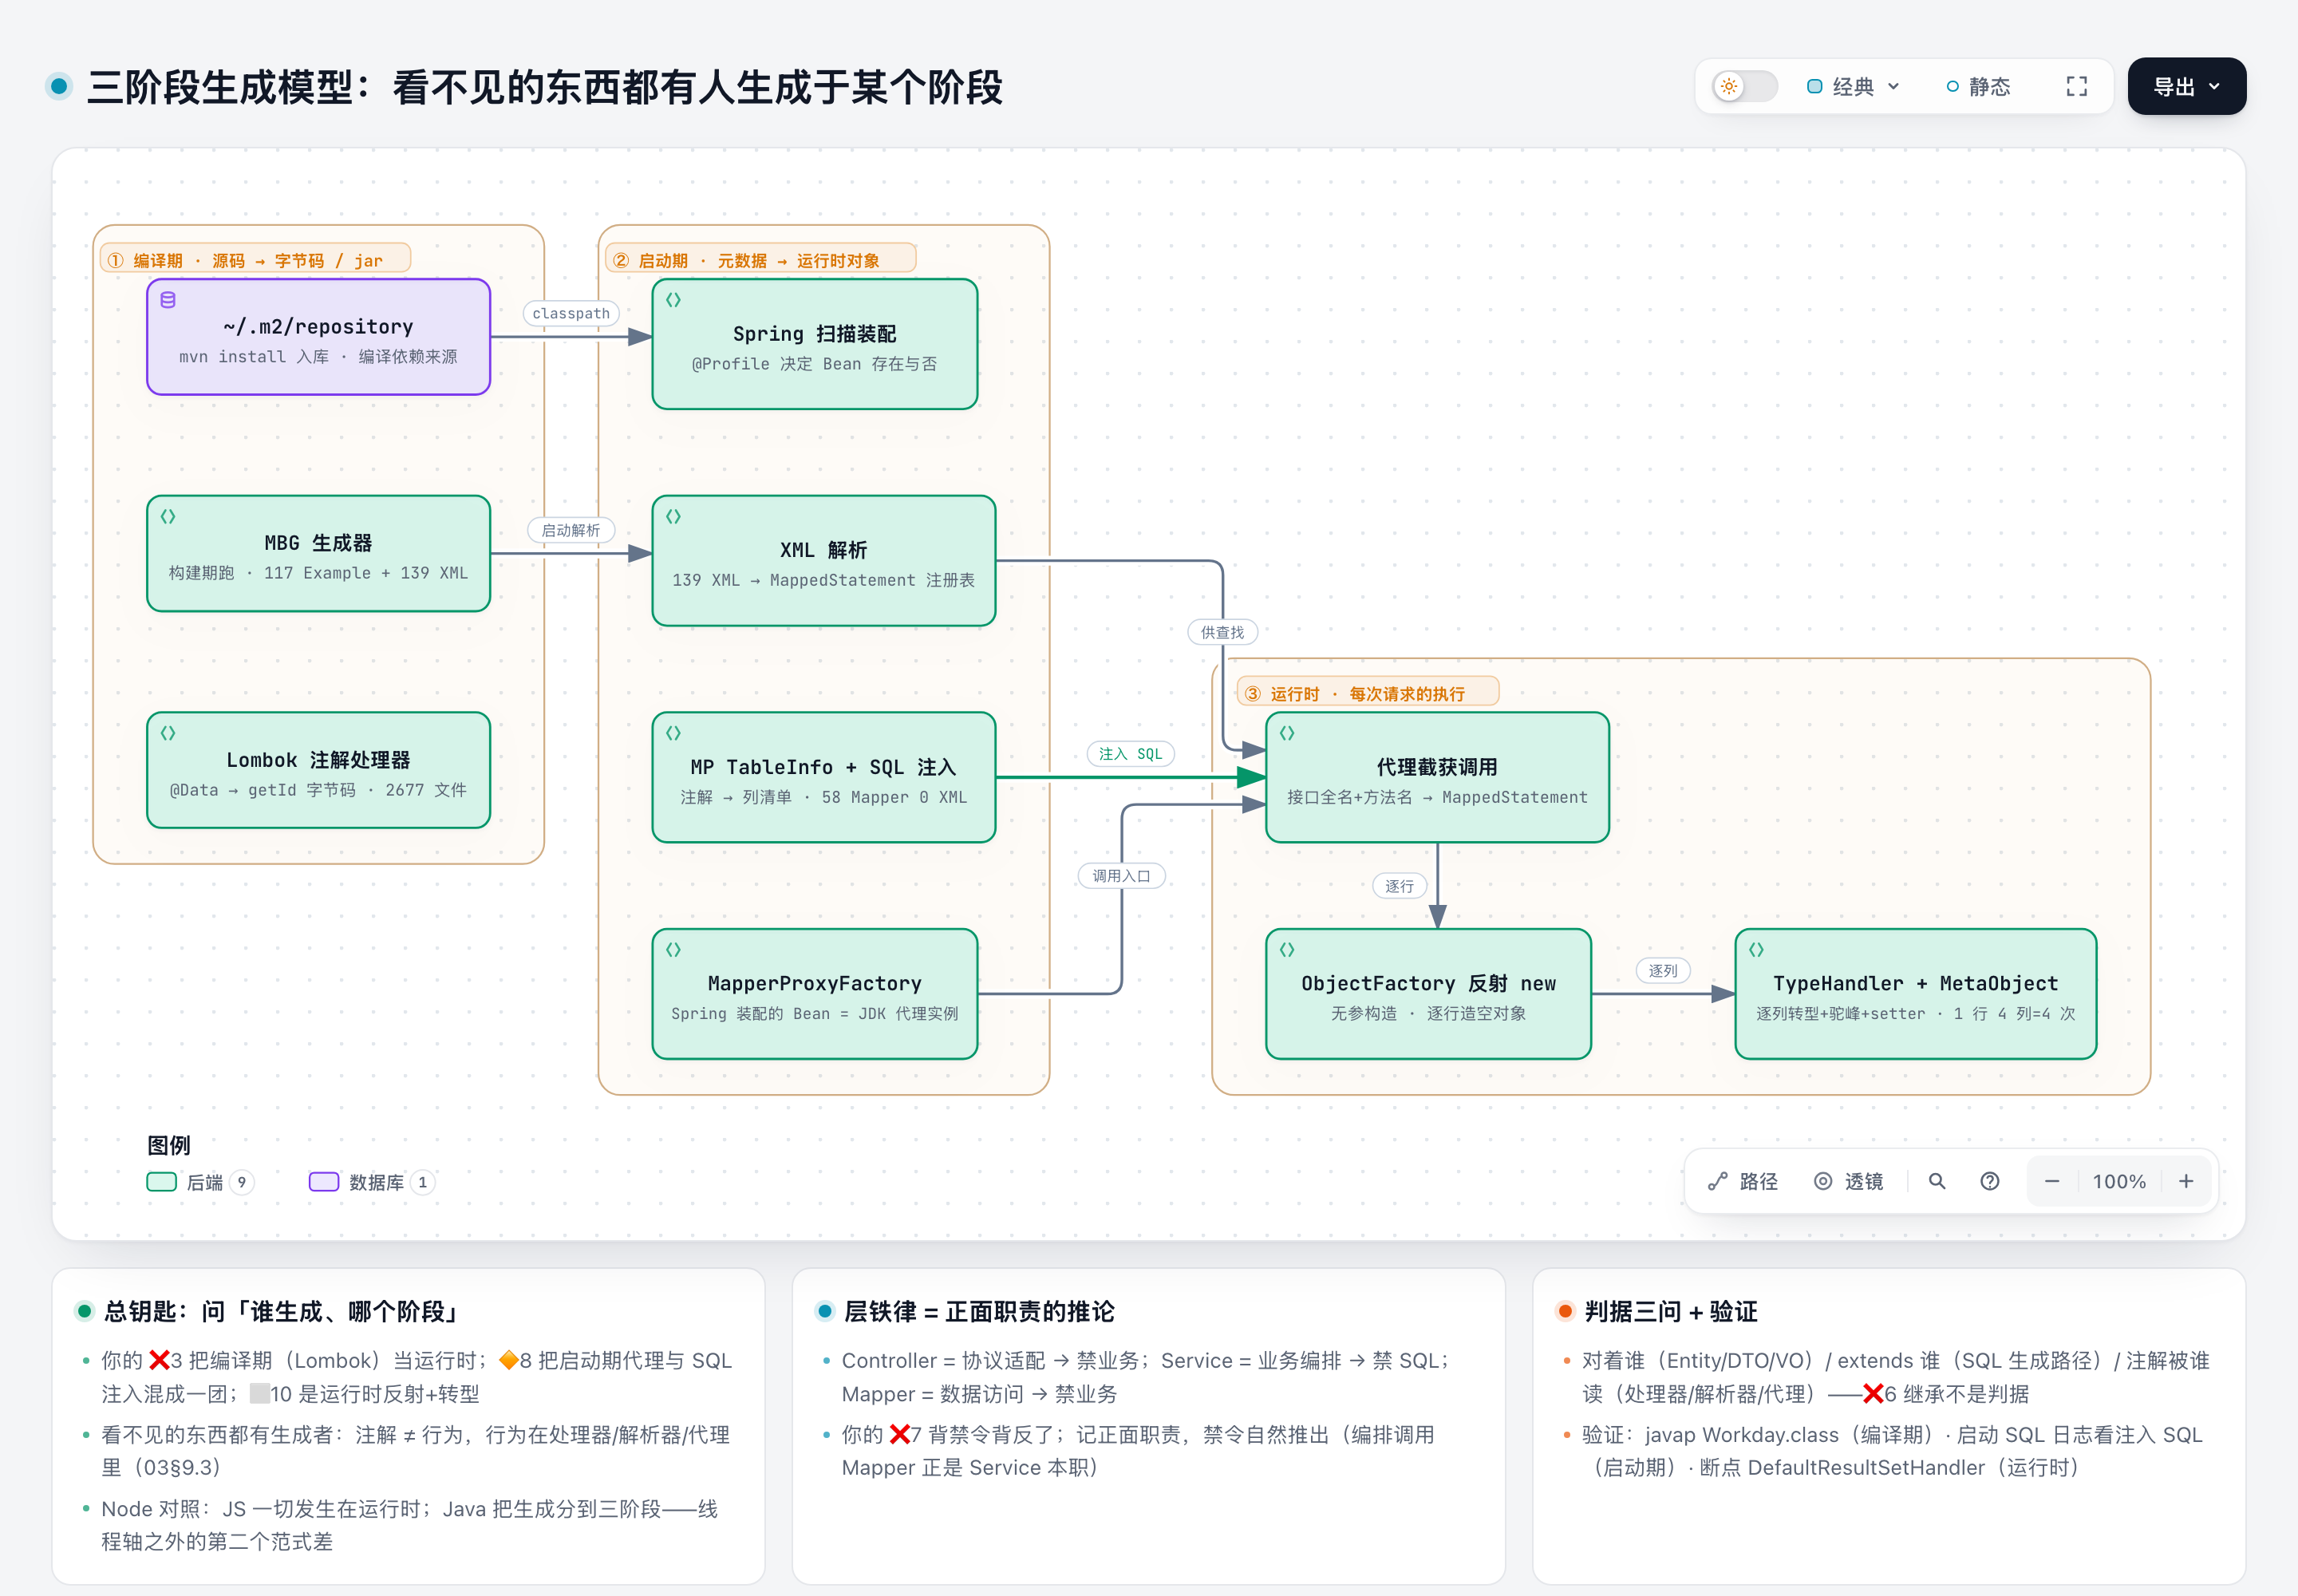 三阶段生成模型：看不见的东西都有人生成于某个阶段
经典
静态
导出
① 编译期 · 源码 → 字节码 / jar
~/.m2/repository
mvn install 入库 · 编译依赖来源
MBG 生成器
构建期跑 · 117 Example + 139 XML
Lombok 注解处理器
@Data → getId 字节码 · 2677 文件
classpath
启动解析
② 启动期 · 元数据 → 运行时对象
Spring 扫描装配
@Profile 决定 Bean 存在与否
XML 解析
139 XML → MappedStatement 注册表
MP TableInfo + SQL 注入
注解 → 列清单 · 58 Mapper 0 XML
MapperProxyFactory
Spring 装配的 Bean = JDK 代理实例
供查找
注入 SQL
调用入口
③ 运行时 · 每次请求的执行
代理截获调用
接口全名+方法名 → MappedStatement
逐行
ObjectFactory 反射 new
无参构造 · 逐行造空对象
逐列
TypeHandler + MetaObject
逐列转型+驼峰+setter · 1 行 4 列=4 次
图例
后端 9
数据库 1
路径
透镜
100%
总钥匙：问「谁生成、哪个阶段」
你的 ❌3 把编译期（Lombok）当运行时；🔶8 把启动期代理与 SQL
注入混成一团；⬜10 是运行时反射+转型
看不见的东西都有生成者：注解 ≠ 行为，行为在处理器/解析器/代理
里（03§9.3）
Node 对照：JS 一切发生在运行时；Java 把生成分到三阶段——线
程轴之外的第二个范式差
层铁律 = 正面职责的推论
Controller = 协议适配 → 禁业务；Service = 业务编排 → 禁 SQL；
Mapper = 数据访问 → 禁业务
你的 ❌7 背禁令背反了；记正面职责，禁令自然推出（编排调用
Mapper 正是 Service 本职）
判据三问 + 验证
对着谁（Entity/DTO/VO）/ extends 谁（SQL 生成路径）/ 注解被谁
读（处理器/解析器/代理）——❌6 继承不是判据
验证：javap Workday.class（编译期）· 启动 SQL 日志看注入 SQL
（启动期）· 断点 DefaultResultSetHandler（运行时）